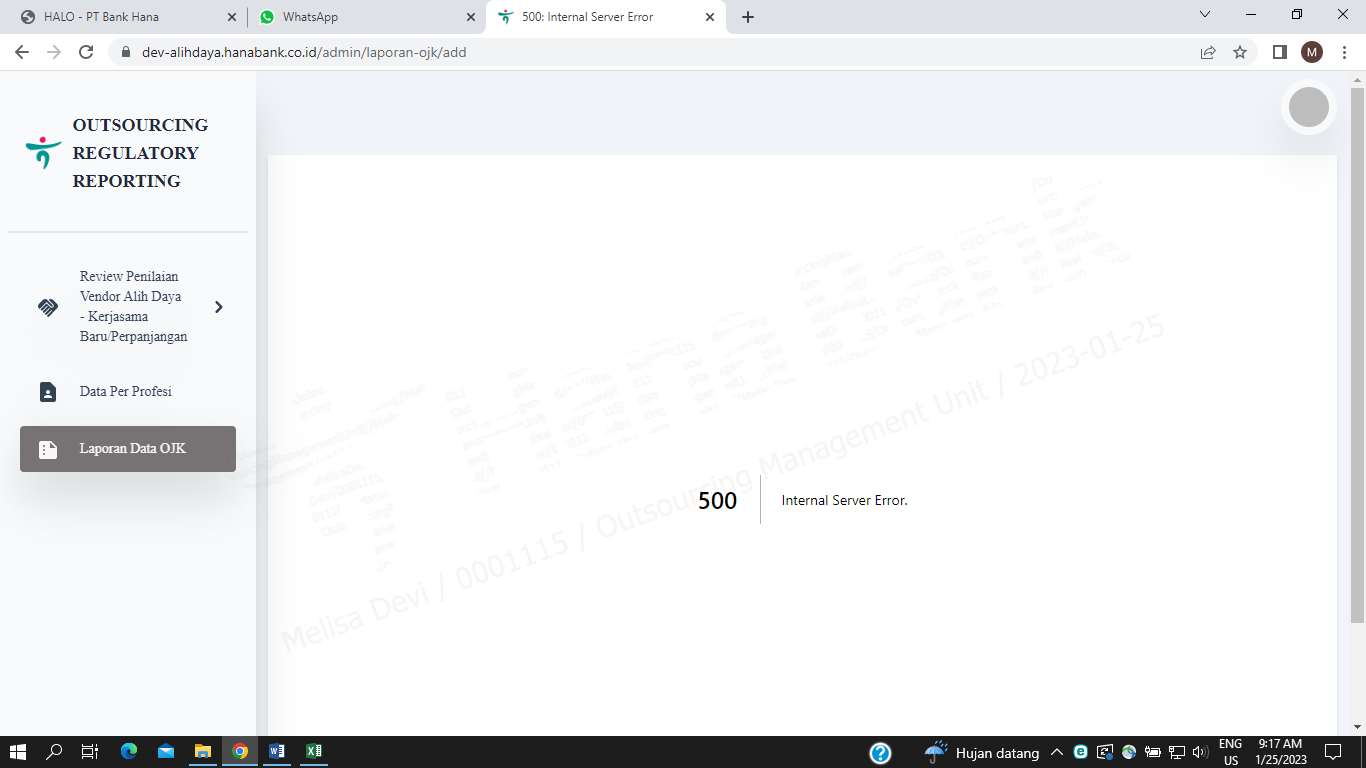 HALO - PT Bank Hana
WhatsApp
500: Internal Server Error
dev-alihdaya.hanabank.co.id/admin/laporan-ojk/add
M
OUTSOURCING
REGULATORY
REPORTING
Review Penilaian
Vendor Alih Daya
- Kerjasama
Baru/Perpanjangan
Data Per Profesi
Laporan Data OJK
Hana Bank
Melisa Devi / 0001115 / Outsourcing Management Unit / 2023-01-25
500
Internal Server Error.
Hujan datang
ENG
US
9:17 AM
1/25/2023